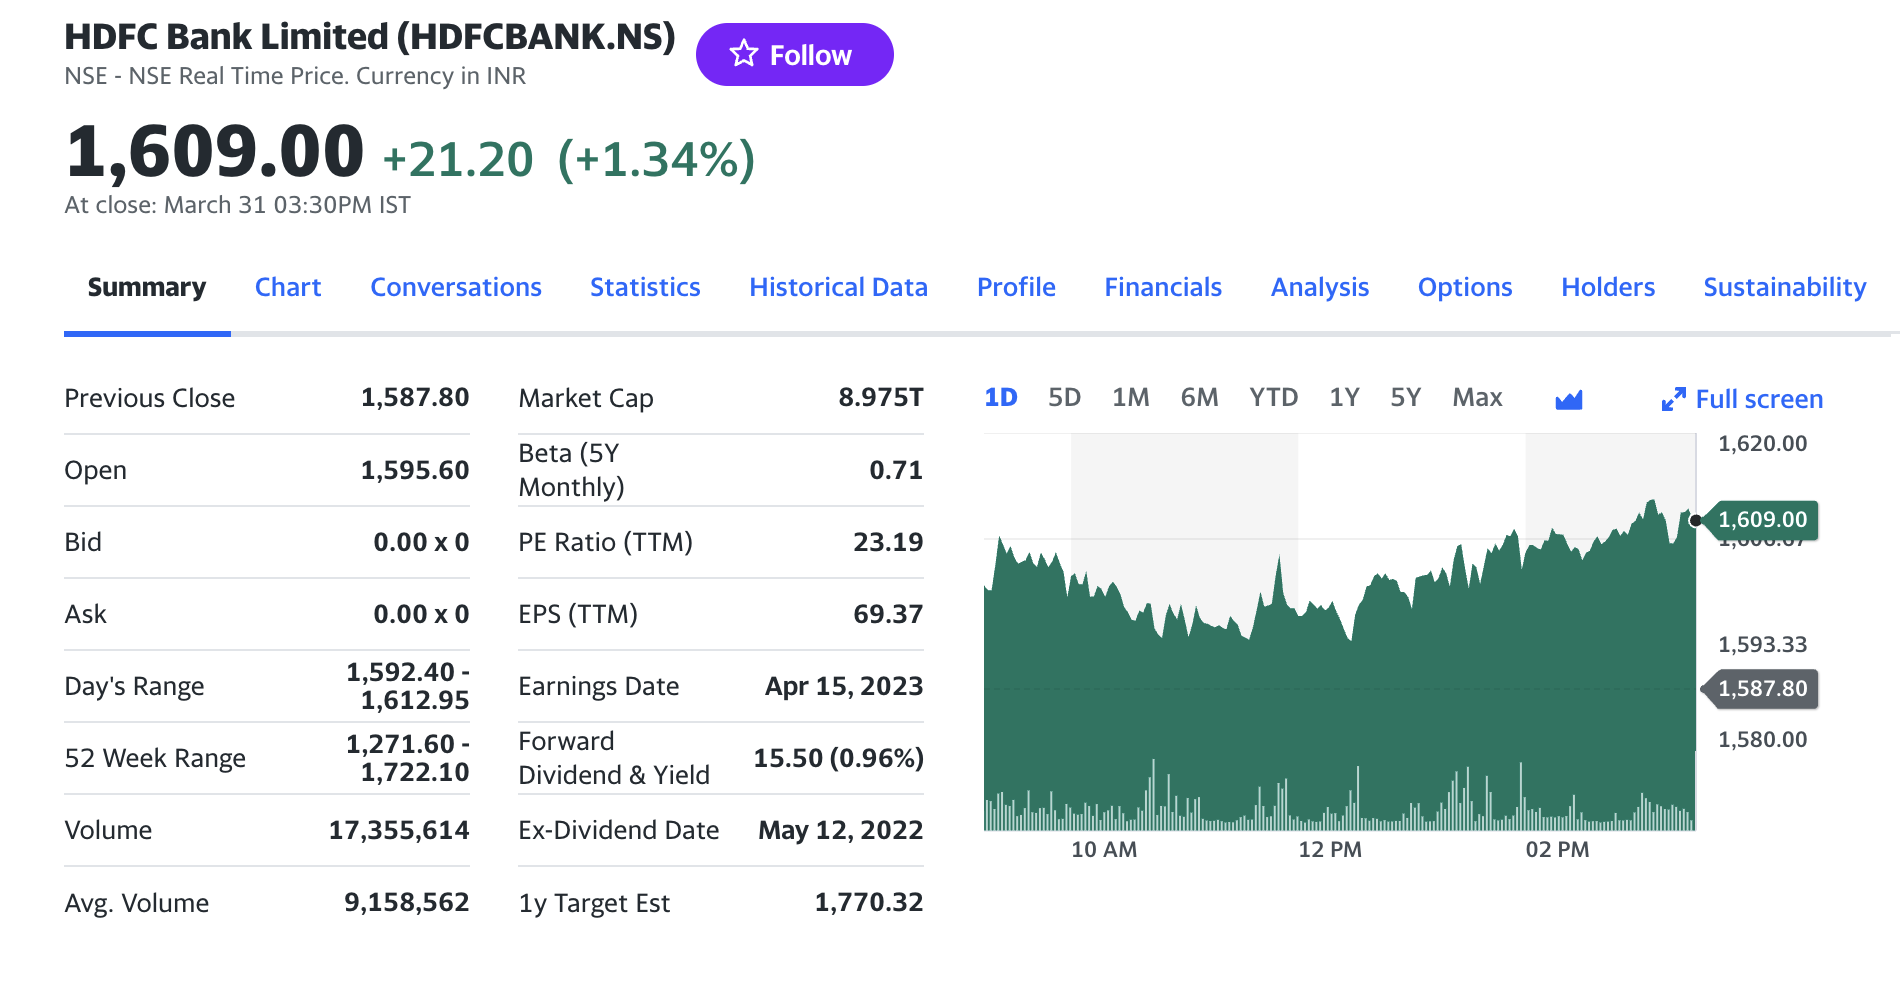 HDFC Bank Limited (HDFCBANK.NS)
Follow
NSE - NSE Real Time Price. Currency in INR
1,609.00 +21.20 (+1.34%)
At close: March 31 03:30PM IST
Summary Chart Conversations Statistics Historical Data Profile Financials Analysis Options Holders Sustainability
Previous Close 1,587.80
Open 1,595.60
Bid 0.00 x 0
Ask 0.00 x 0
Day's Range 1,592.40 -
1,612.95
52 Week Range 1,271.60 -
1,722.10
Volume 17,355,614
Avg. Volume 9,158,562
Market Cap 8.975T
Beta (5Y
Monthly) 0.71
PE Ratio (TTM) 23.19
EPS (TTM) 69.37
Earnings Date Apr 15, 2023
Forward
Dividend & Yield 15.50 (0.96%)
Ex-Dividend Date May 12, 2022
1y Target Est 1,770.32
1D 5D 1M 6M YTD 1Y 5Y Max Full screen
1,620.00
1,609.00
1,593.33
1,587.80
1,580.00
10 AM 12 PM 02 PM